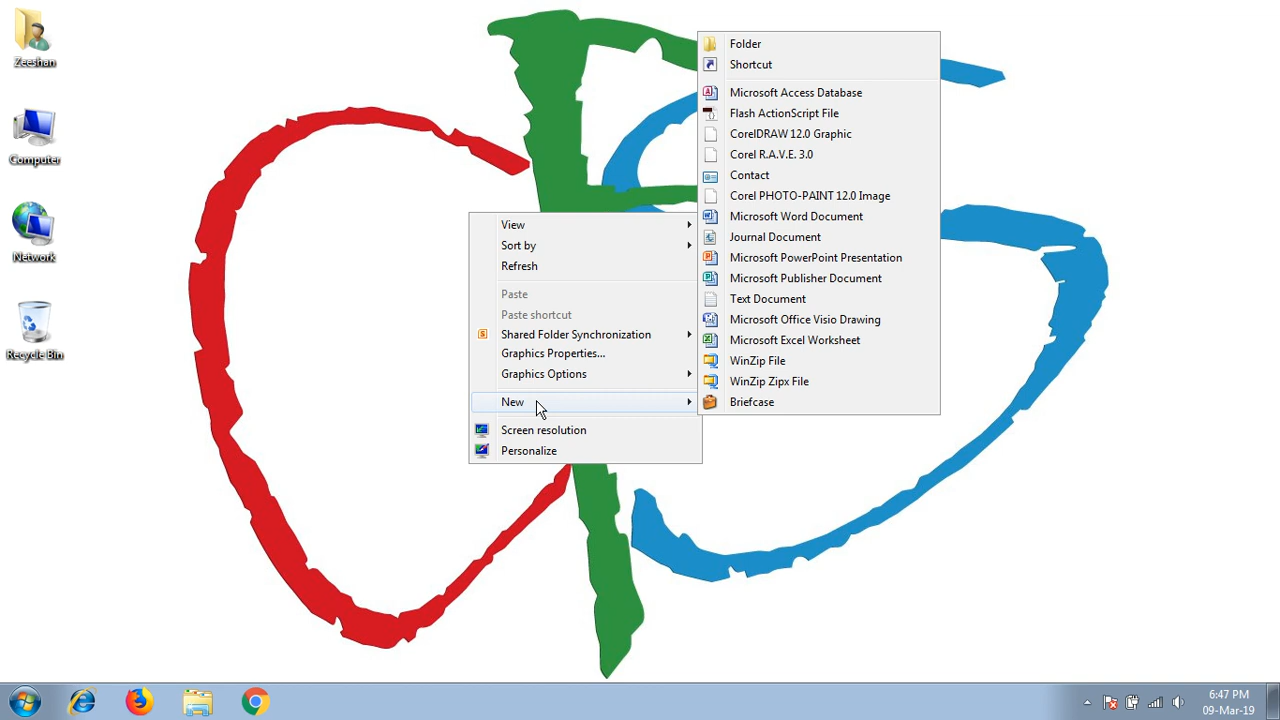 Zeeshan
Computer
Network
Recycle Bin
View
Sort by
Refresh
Paste
Paste shortcut
Shared Folder Synchronization
Graphics Properties...
Graphics Options
New
Screen resolution
Personalize
Folder
Shortcut
Microsoft Access Database
Flash ActionScript File
CorelDRAW 12.0 Graphic
Corel R.A.V.E. 3.0
Contact
Corel PHOTO-PAINT 12.0 Image
Microsoft Word Document
Journal Document
Microsoft PowerPoint Presentation
Microsoft Publisher Document
Text Document
Microsoft Office Visio Drawing
Microsoft Excel Worksheet
WinZip File
WinZip Zipx File
Briefcase
6:47 PM
09-Mar-19